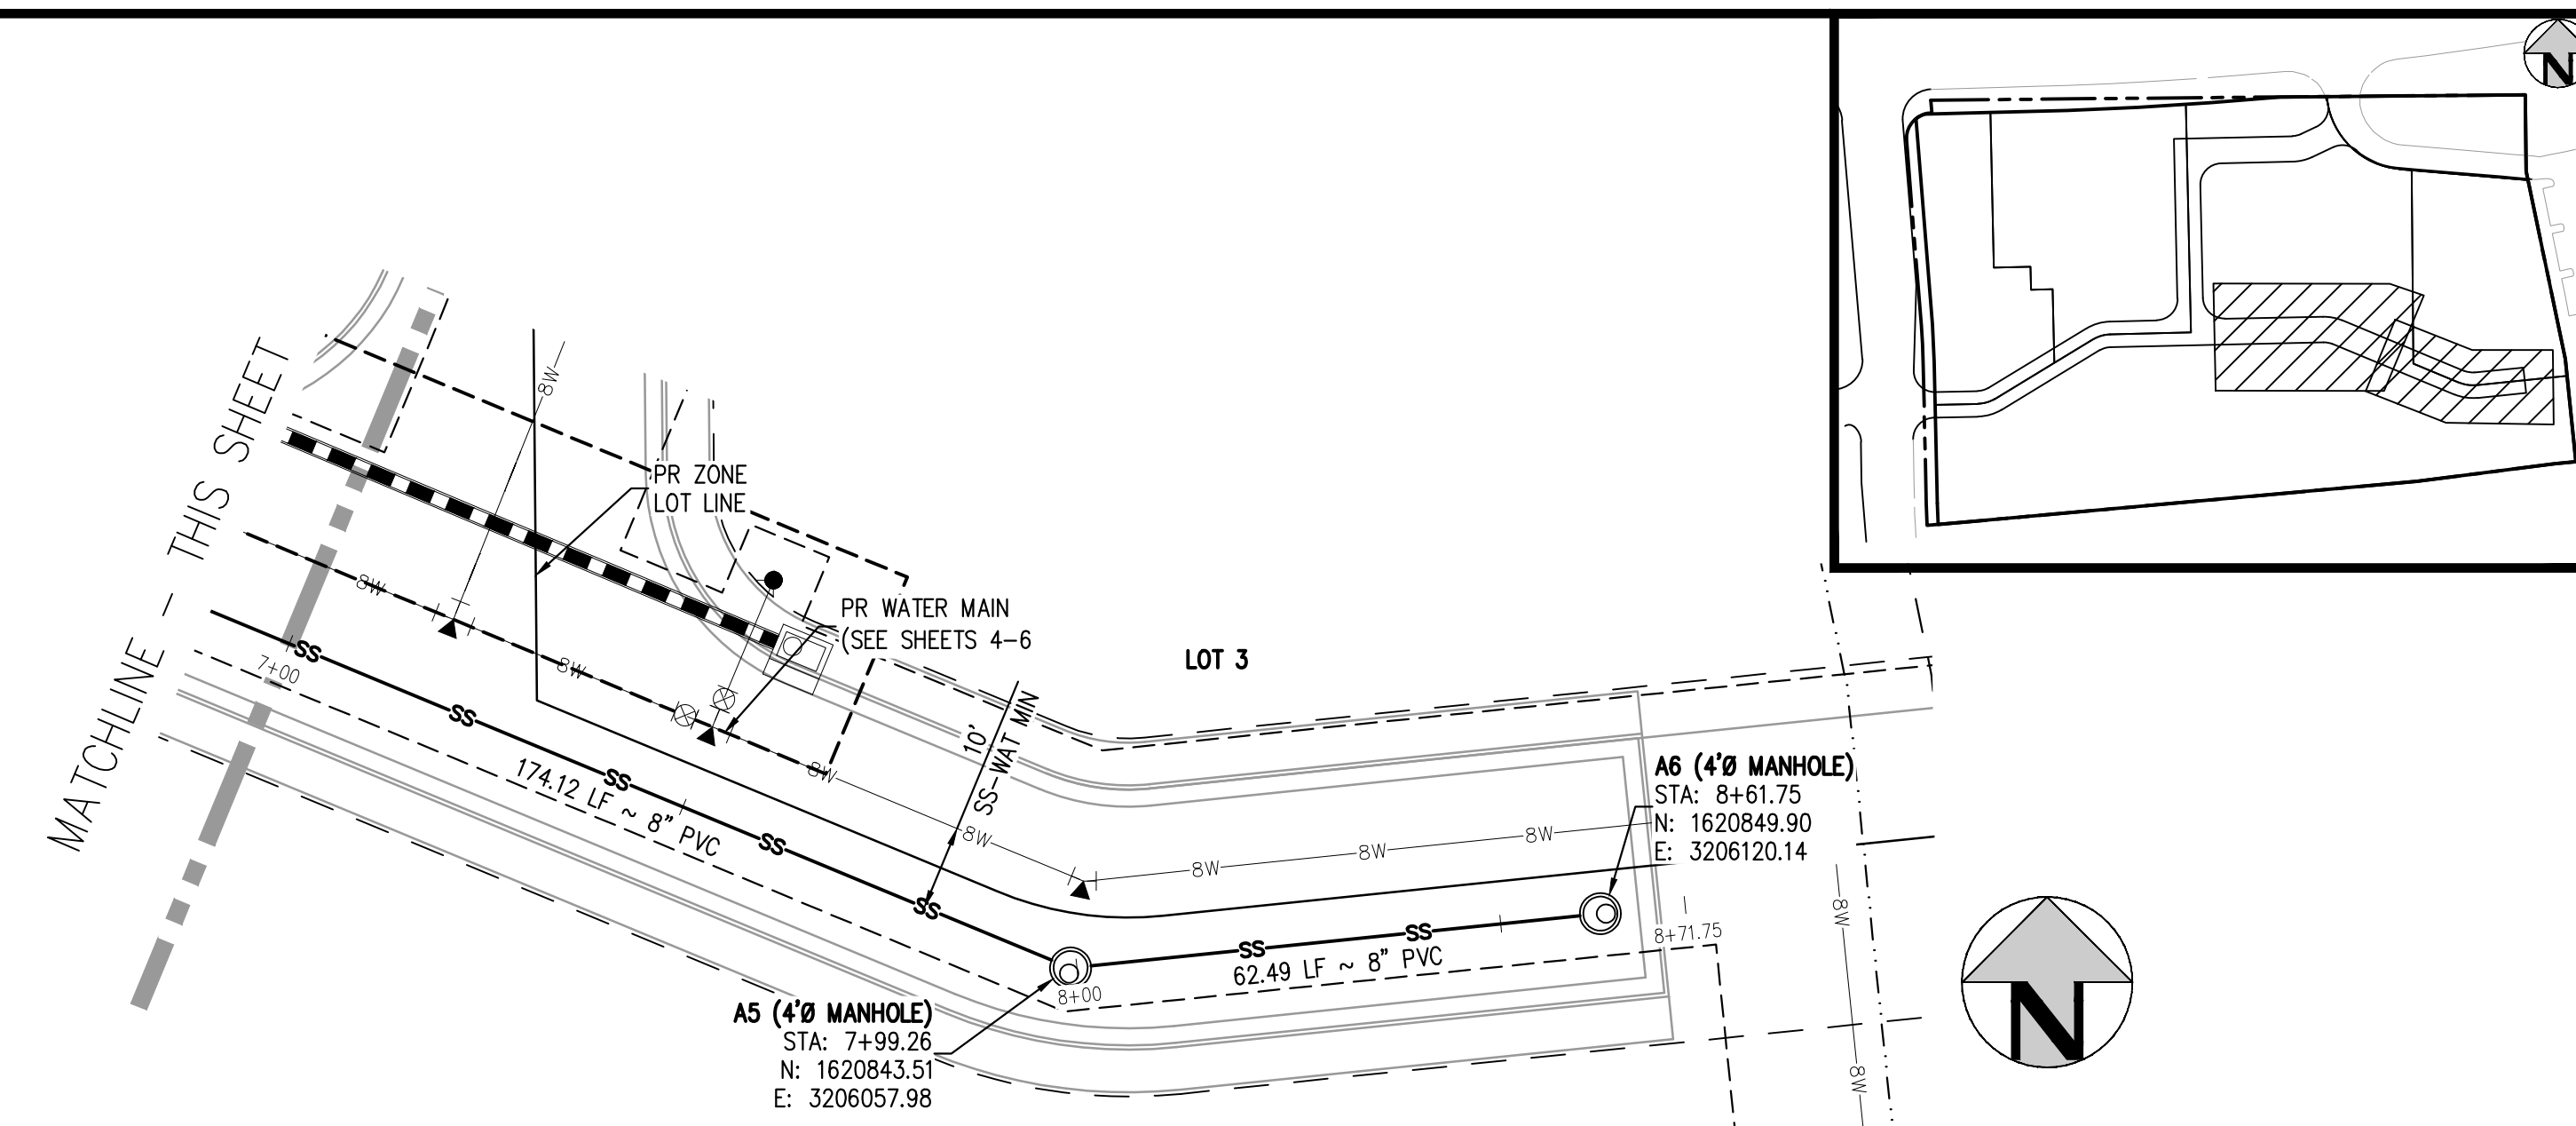 N
MATCHLINE - THIS SHEET
8W
PR ZONE
LOT LINE
8W
PR WATER MAIN
(SEE SHEETS 4-6
LOT 3
SS
7+00
8W
SS
10'
SS-WAT MIN
SS
8W
174.12 LF ~ 8" PVC
SS
8W
8W
8W
8W
A6 (4'Ø MANHOLE)
STA: 8+61.75
N: 1620849.90
E: 3206120.14
SS
SS
SS
62.49 LF ~ 8" PVC
8+71.75
8W
8W
8+00
A5 (4'Ø MANHOLE)
STA: 7+99.26
N: 1620843.51
E: 3206057.98
N